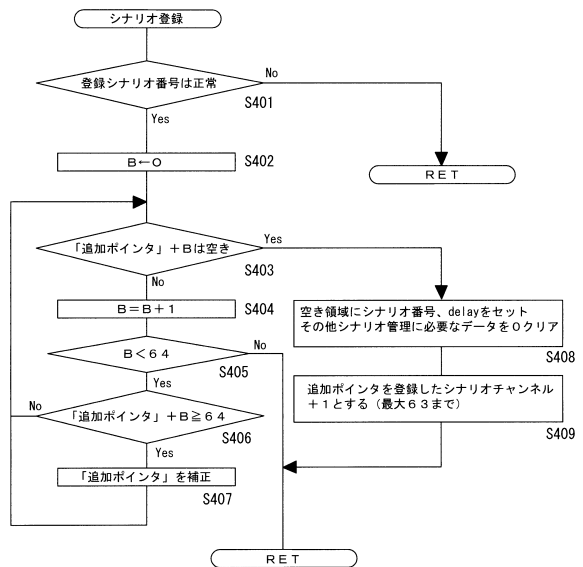 シナリオ登録
登録シナリオ番号は正常
No
S401
Yes
B←0
S402
RET
「追加ポインタ」+Bは空き
Yes
S403
No
B=B+1
S404
空き領域にシナリオ番号、delayをセット
その他シナリオ管理に必要なデータを0クリア
S408
B<64
No
S405
Yes
追加ポインタを登録したシナリオチャンネル
+1とする(最大63まで)
S409
No
「追加ポインタ」+B≧64
S406
Yes
「追加ポインタ」を補正
S407
RET